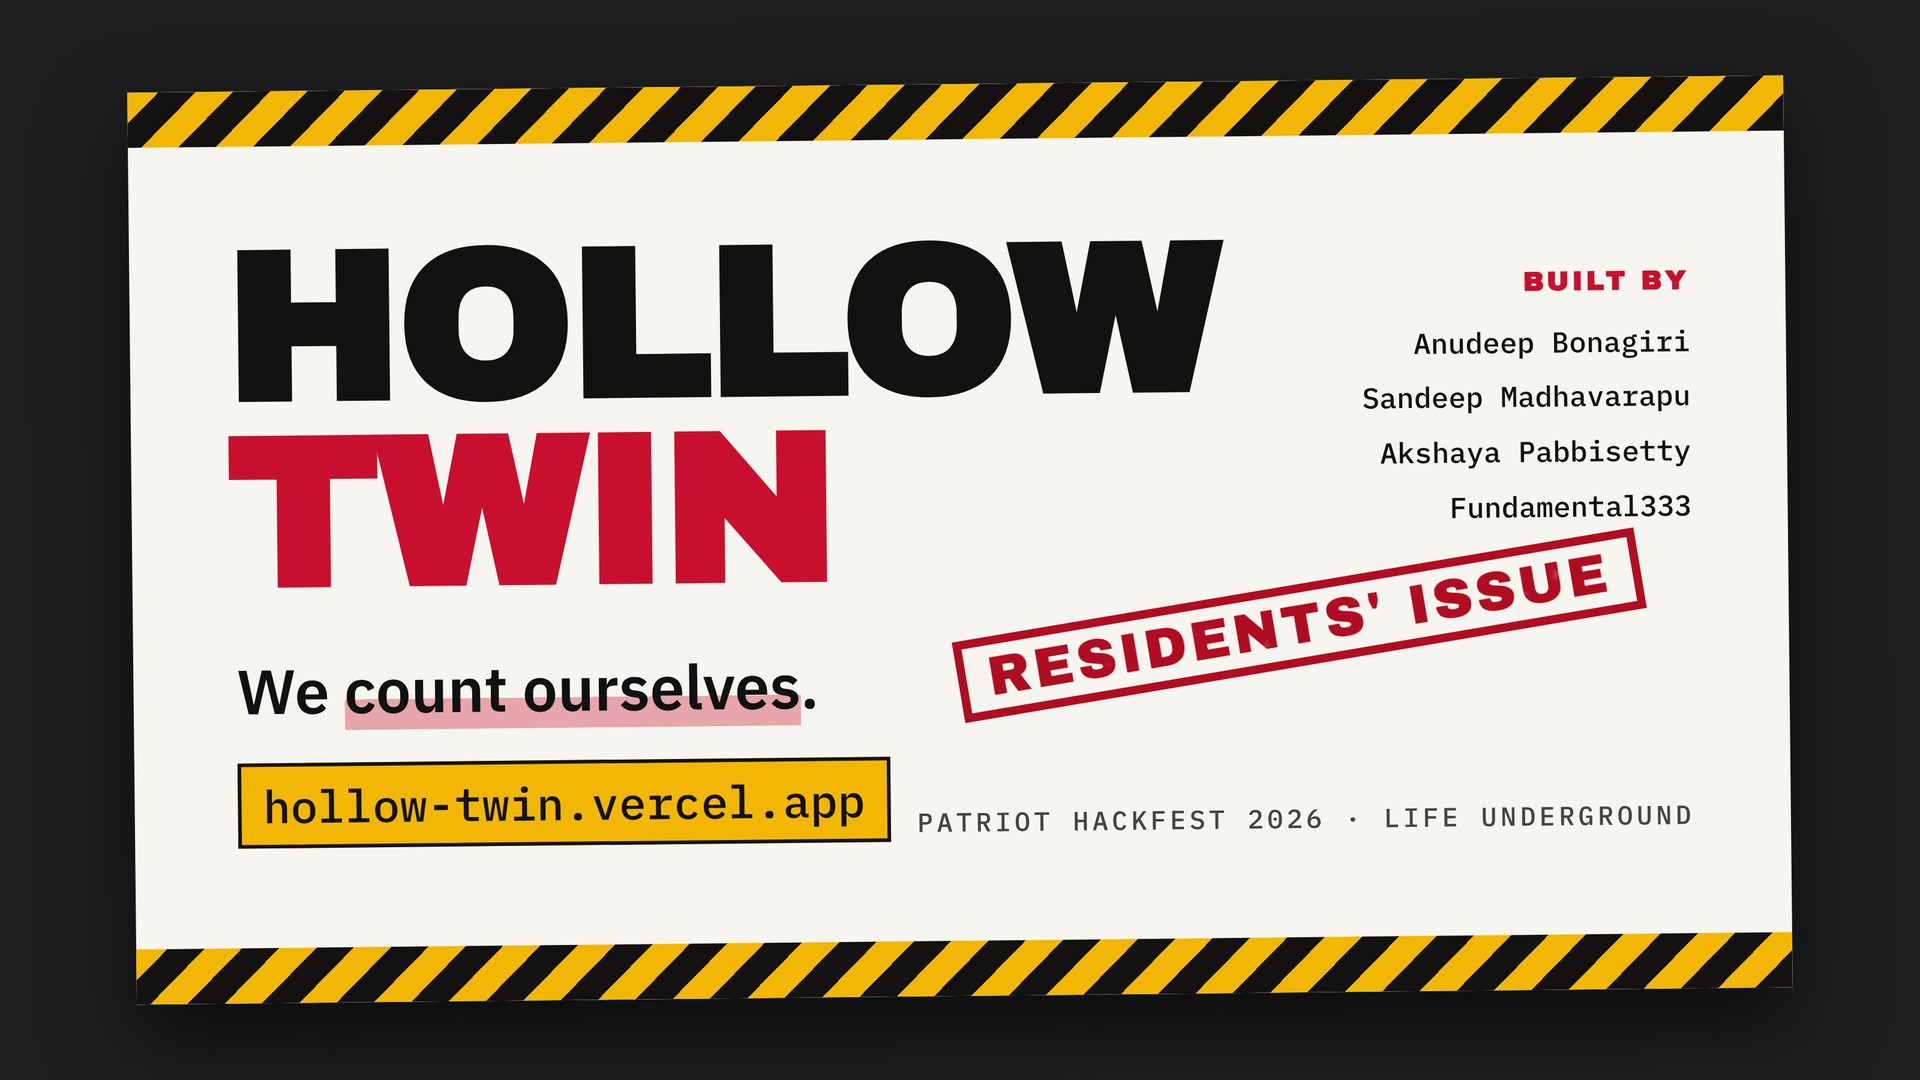 HOLLOW
TWIN
BUILT BY
Anudeep Bonagiri
Sandeep Madhavarapu
Akshaya Pabbisetty
Fundamental333
RESIDENTS' ISSUE
We count ourselves.
hollow-twin.vercel.app
PATRIOT HACKFEST 2026 · LIFE UNDERGROUND